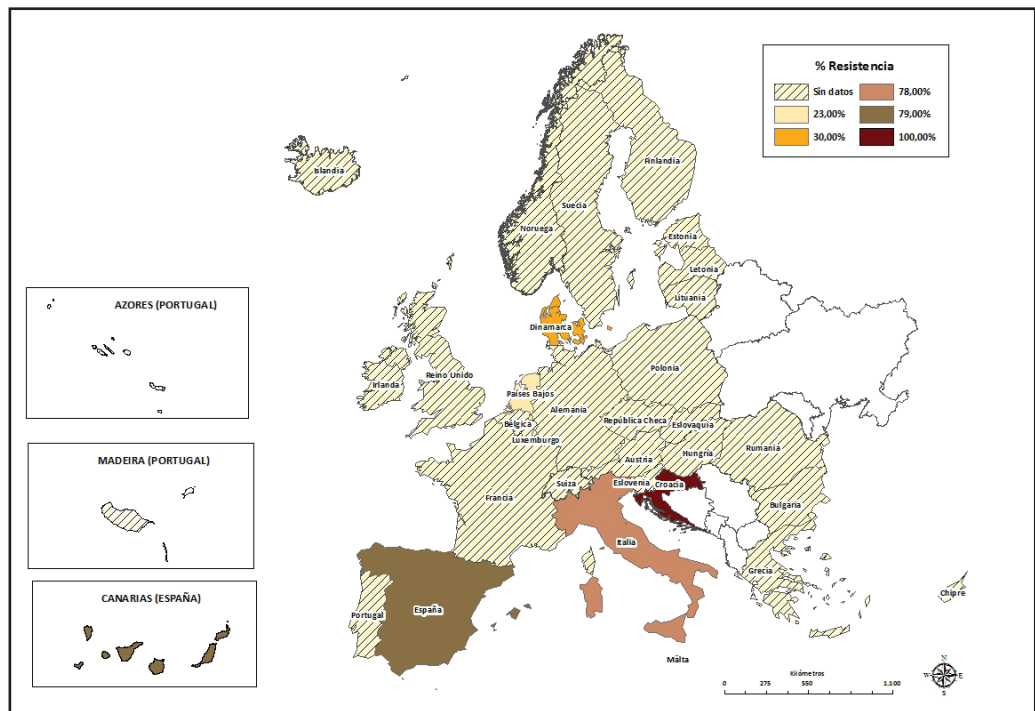 % Resistencia
Sin datos
23,00%
30,00%
78,00%
79,00%
100,00%
Islandia
Finlandia
Suecia
Noruega
Estonia
Letonia
Lituania
Dinamarca
AZORES (PORTUGAL)
Irlanda
Reino Unido
Países Bajos
Polonia
Alemania
Bélgica
República Checa
Eslovaquia
Luxemburgo
Austria
Hungría
Rumania
MADEIRA (PORTUGAL)
Suiza
Eslovenia
Croacia
Francia
Bulgaria
Italia
Grecia
CANARIAS (ESPAÑA)
Portugal
España
Chipre
Malta
Kilómetros
0 275 550 1.100
N
W E
S